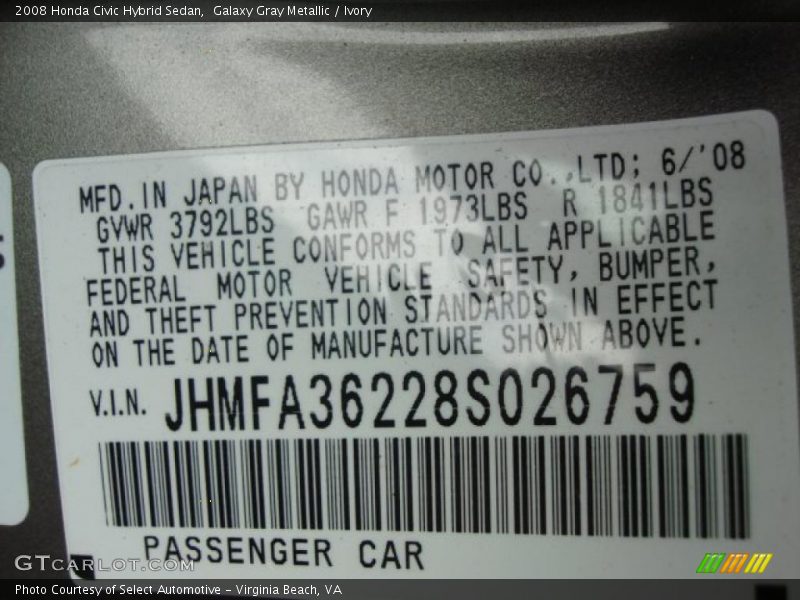 2008 Honda Civic Hybrid Sedan,  Galaxy Gray Metallic / Ivory
MFD. IN JAPAN BY HONDA MOTOR CO.,LTD; 6/'08
GVWR 3792LBS GAWR F 1973LBS R 1841LBS
THIS VEHICLE CONFORMS TO ALL APPLICABLE
FEDERAL MOTOR VEHICLE SAFETY, BUMPER,
AND THEFT PREVENTION STANDARDS IN EFFECT
ON THE DATE OF MANUFACTURE SHOWN ABOVE.
V.I.N. JHMFA36228S026759
PASSENGER CAR
GTCarLot.com
Photo Courtesy of Select Automotive – Virginia Beach, VA